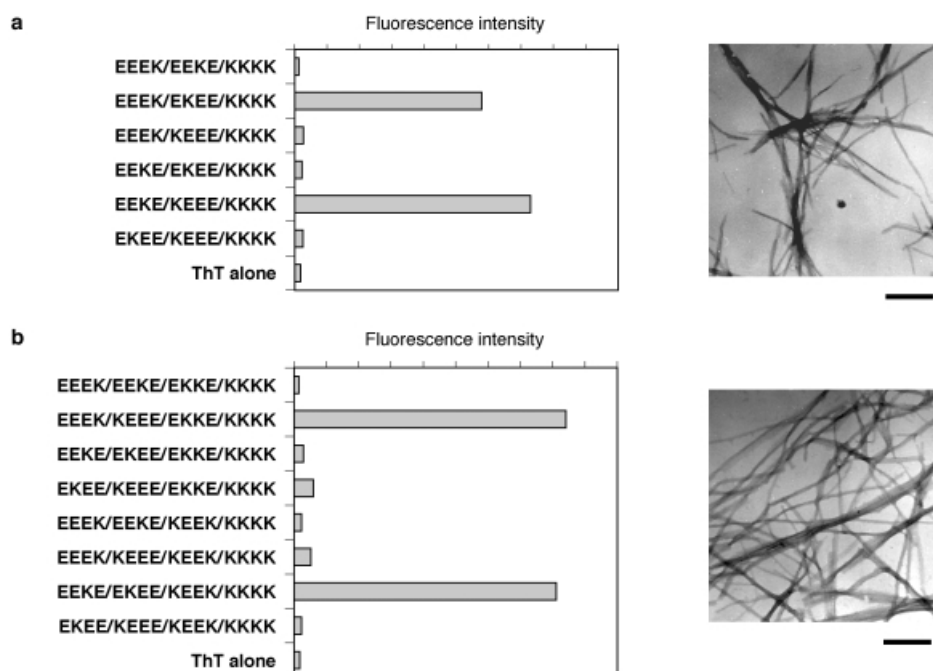 a
Fluorescence intensity
EEEK/EEKE/KKKK
EEEK/EKEE/KKKK
EEEK/KEEE/KKKK
EEKE/EKEE/KKKK
EEKE/KEEE/KKKK
EKEE/KEEE/KKKK
ThT alone
b
Fluorescence intensity
EEEK/EEKE/EKKE/KKKK
EEEK/KEEE/EKKE/KKKK
EEKE/EKEE/EKKE/KKKK
EKEE/KEEE/EKKE/KKKK
EEEK/EEKE/KEEK/KKKK
EEEK/KEEE/KEEK/KKKK
EEKE/EKEE/KEEK/KKKK
EKEE/KEEE/KEEK/KKKK
ThT alone